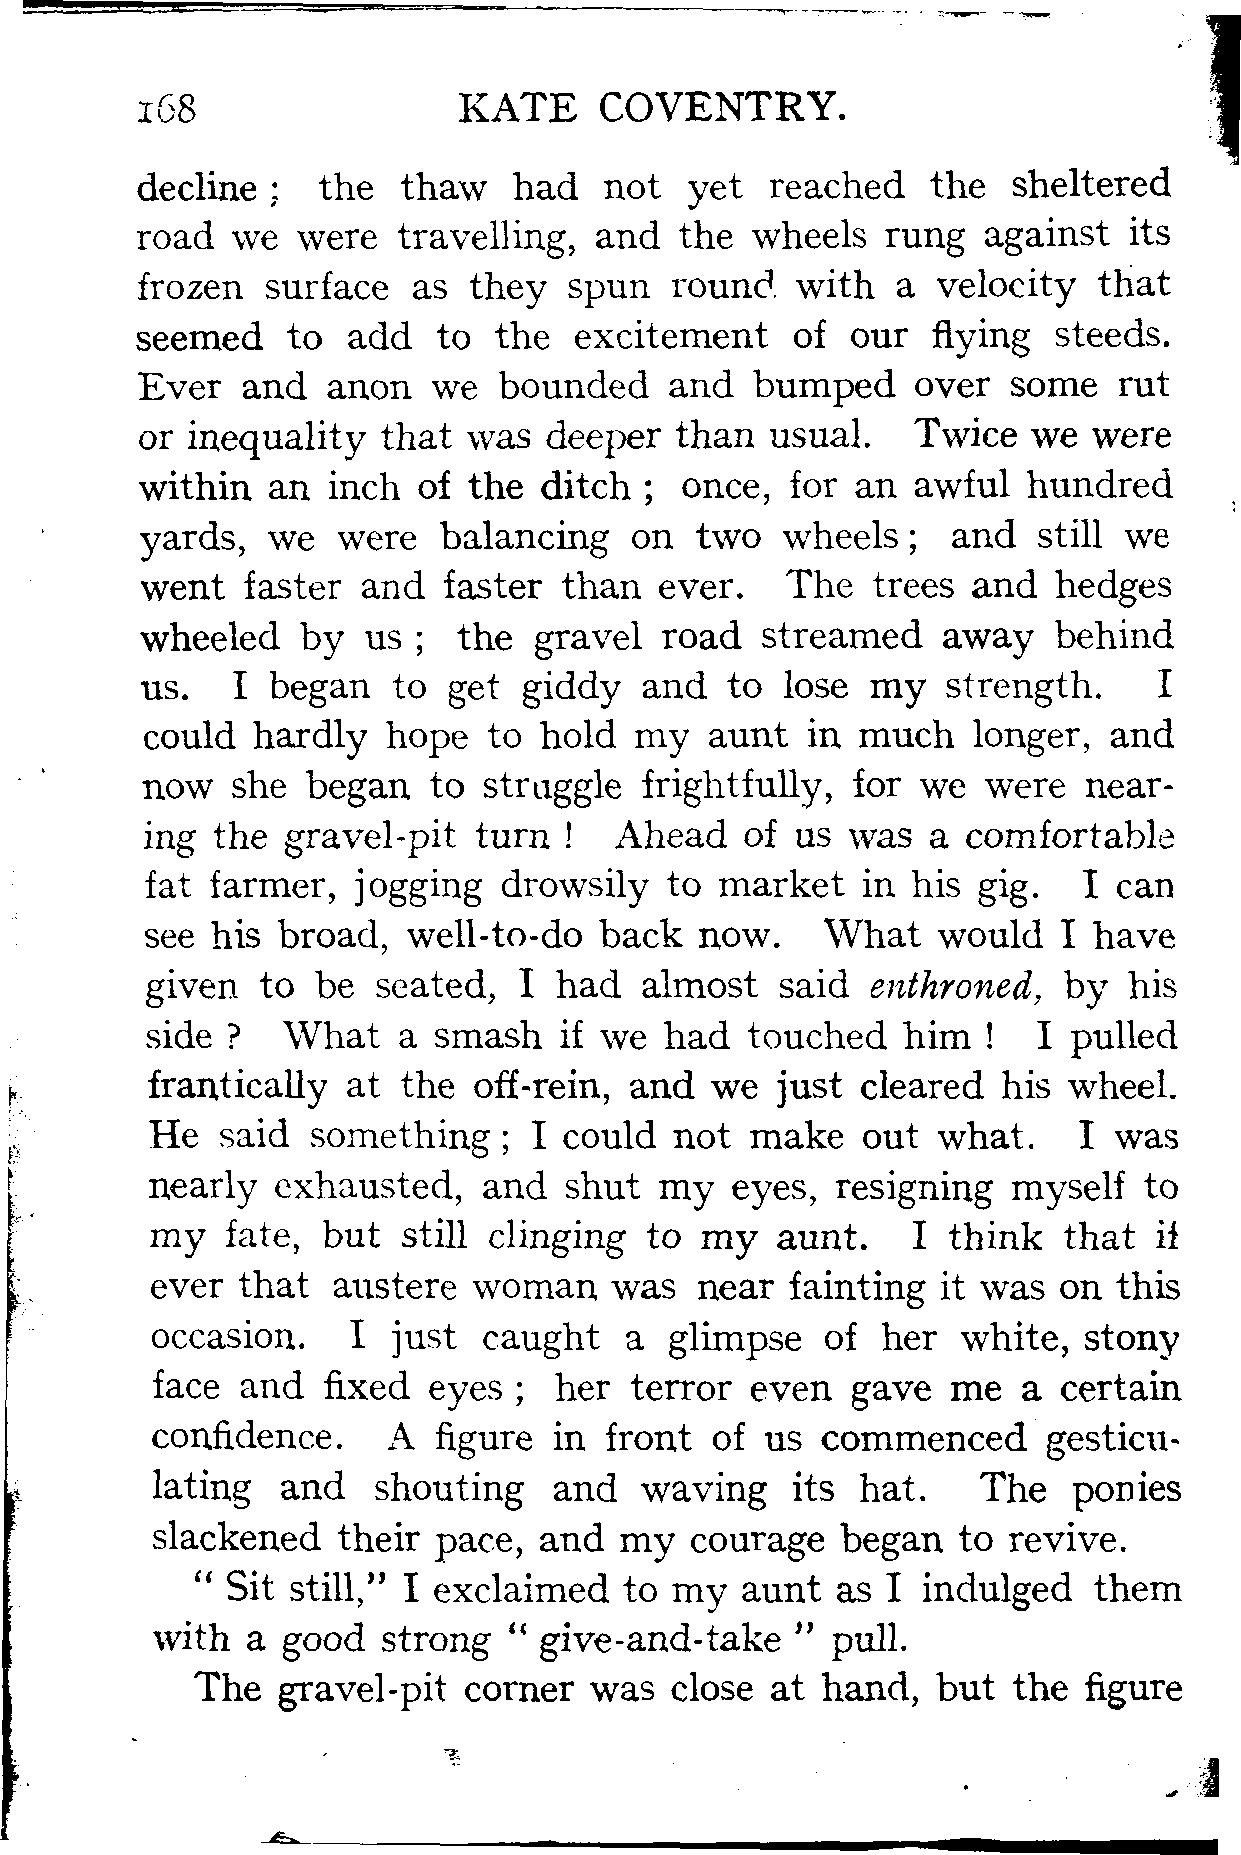 168 KATE COVENTRY.
decline ; the thaw had not yet reached the sheltered
road we were travelling, and the wheels rung against its
frozen surface as they spun round with a velocity that
seemed to add to the excitement of our flying steeds.
Ever and anon we bounded and bumped over some rut
or inequality that was deeper than usual. Twice we were
within an inch of the ditch ; once, for an awful hundred
yards, we were balancing on two wheels ; and still we
went faster and faster than ever. The trees and hedges
wheeled by us ; the gravel road streamed away behind
us. I began to get giddy and to lose my strength. I
could hardly hope to hold my aunt in much longer, and
now she began to struggle frightfully, for we were near-
ing the gravel-pit turn ! Ahead of us was a comfortable
fat farmer, jogging drowsily to market in his gig. I can
see his broad, well-to-do back now. What would I have
given to be seated, I had almost said enthroned, by his
side ? What a smash if we had touched him ! I pulled
frantically at the off-rein, and we just cleared his wheel.
He said something ; I could not make out what. I was
nearly exhausted, and shut my eyes, resigning myself to
my fate, but still clinging to my aunt. I think that if
ever that austere woman was near fainting it was on this
occasion. I just caught a glimpse of her white, stony
face and fixed eyes ; her terror even gave me a certain
confidence. A figure in front of us commenced gesticu-
lating and shouting and waving its hat. The ponies
slackened their pace, and my courage began to revive.
" Sit still," I exclaimed to my aunt as I indulged them
with a good strong " give-and-take " pull.
The gravel-pit corner was close at hand, but the figure